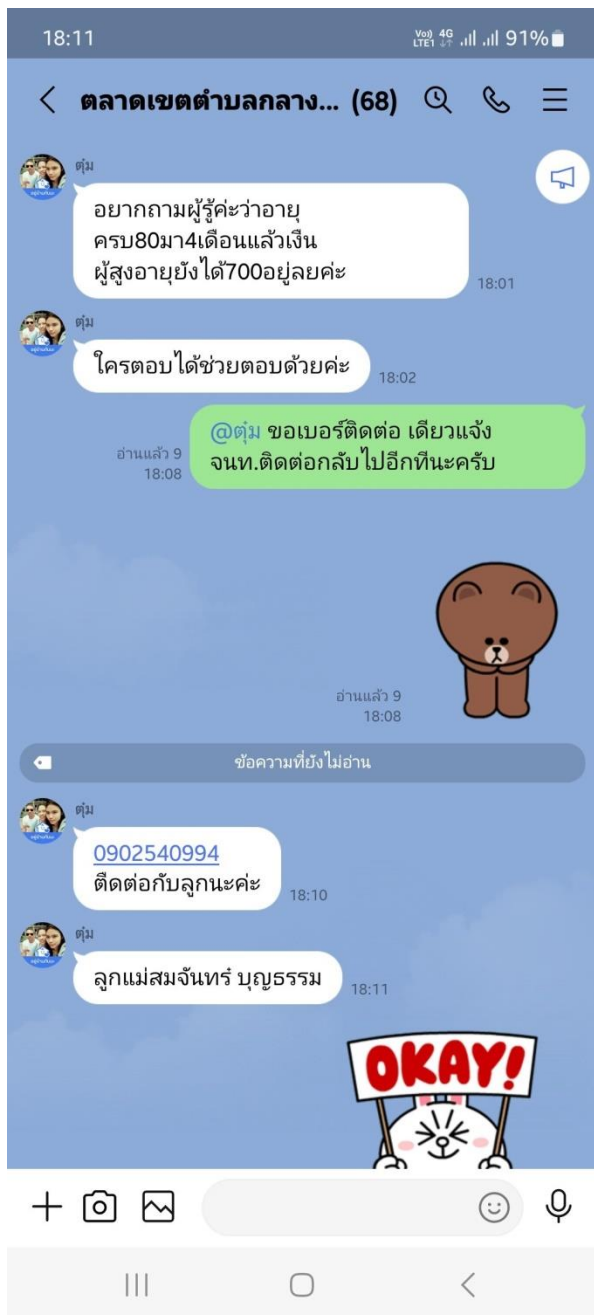 18:11
Vo)) 4G
LTE1 91%
ตลาดเขตตำบลกลาง... (68)
ตุ่ม
อยากถามผู้รู้ค่ะว่าอายุ
ครบ80มา4เดือนแล้วเงืน
ผู้สูงอายุยังได้700อยู่ลยค่ะ
18:01
ตุ่ม
ใครตอบได้ช่วยตอบด้วยค่ะ
18:02
@ตุ่ม ขอเบอร์ติดต่อ เดียวแจ้ง
จนท.ติดต่อกลับไปอีกทีนะครับ
อ่านแล้ว 9
18:08
อ่านแล้ว 9
18:08
ข้อความที่ยังไม่อ่าน
ตุ่ม
0902540994
ตืดต่อกับลูกนะค่ะ
18:10
ตุ่ม
ลูกแม่สมจันทร์ บุญธรรม
18:11
OKAY!